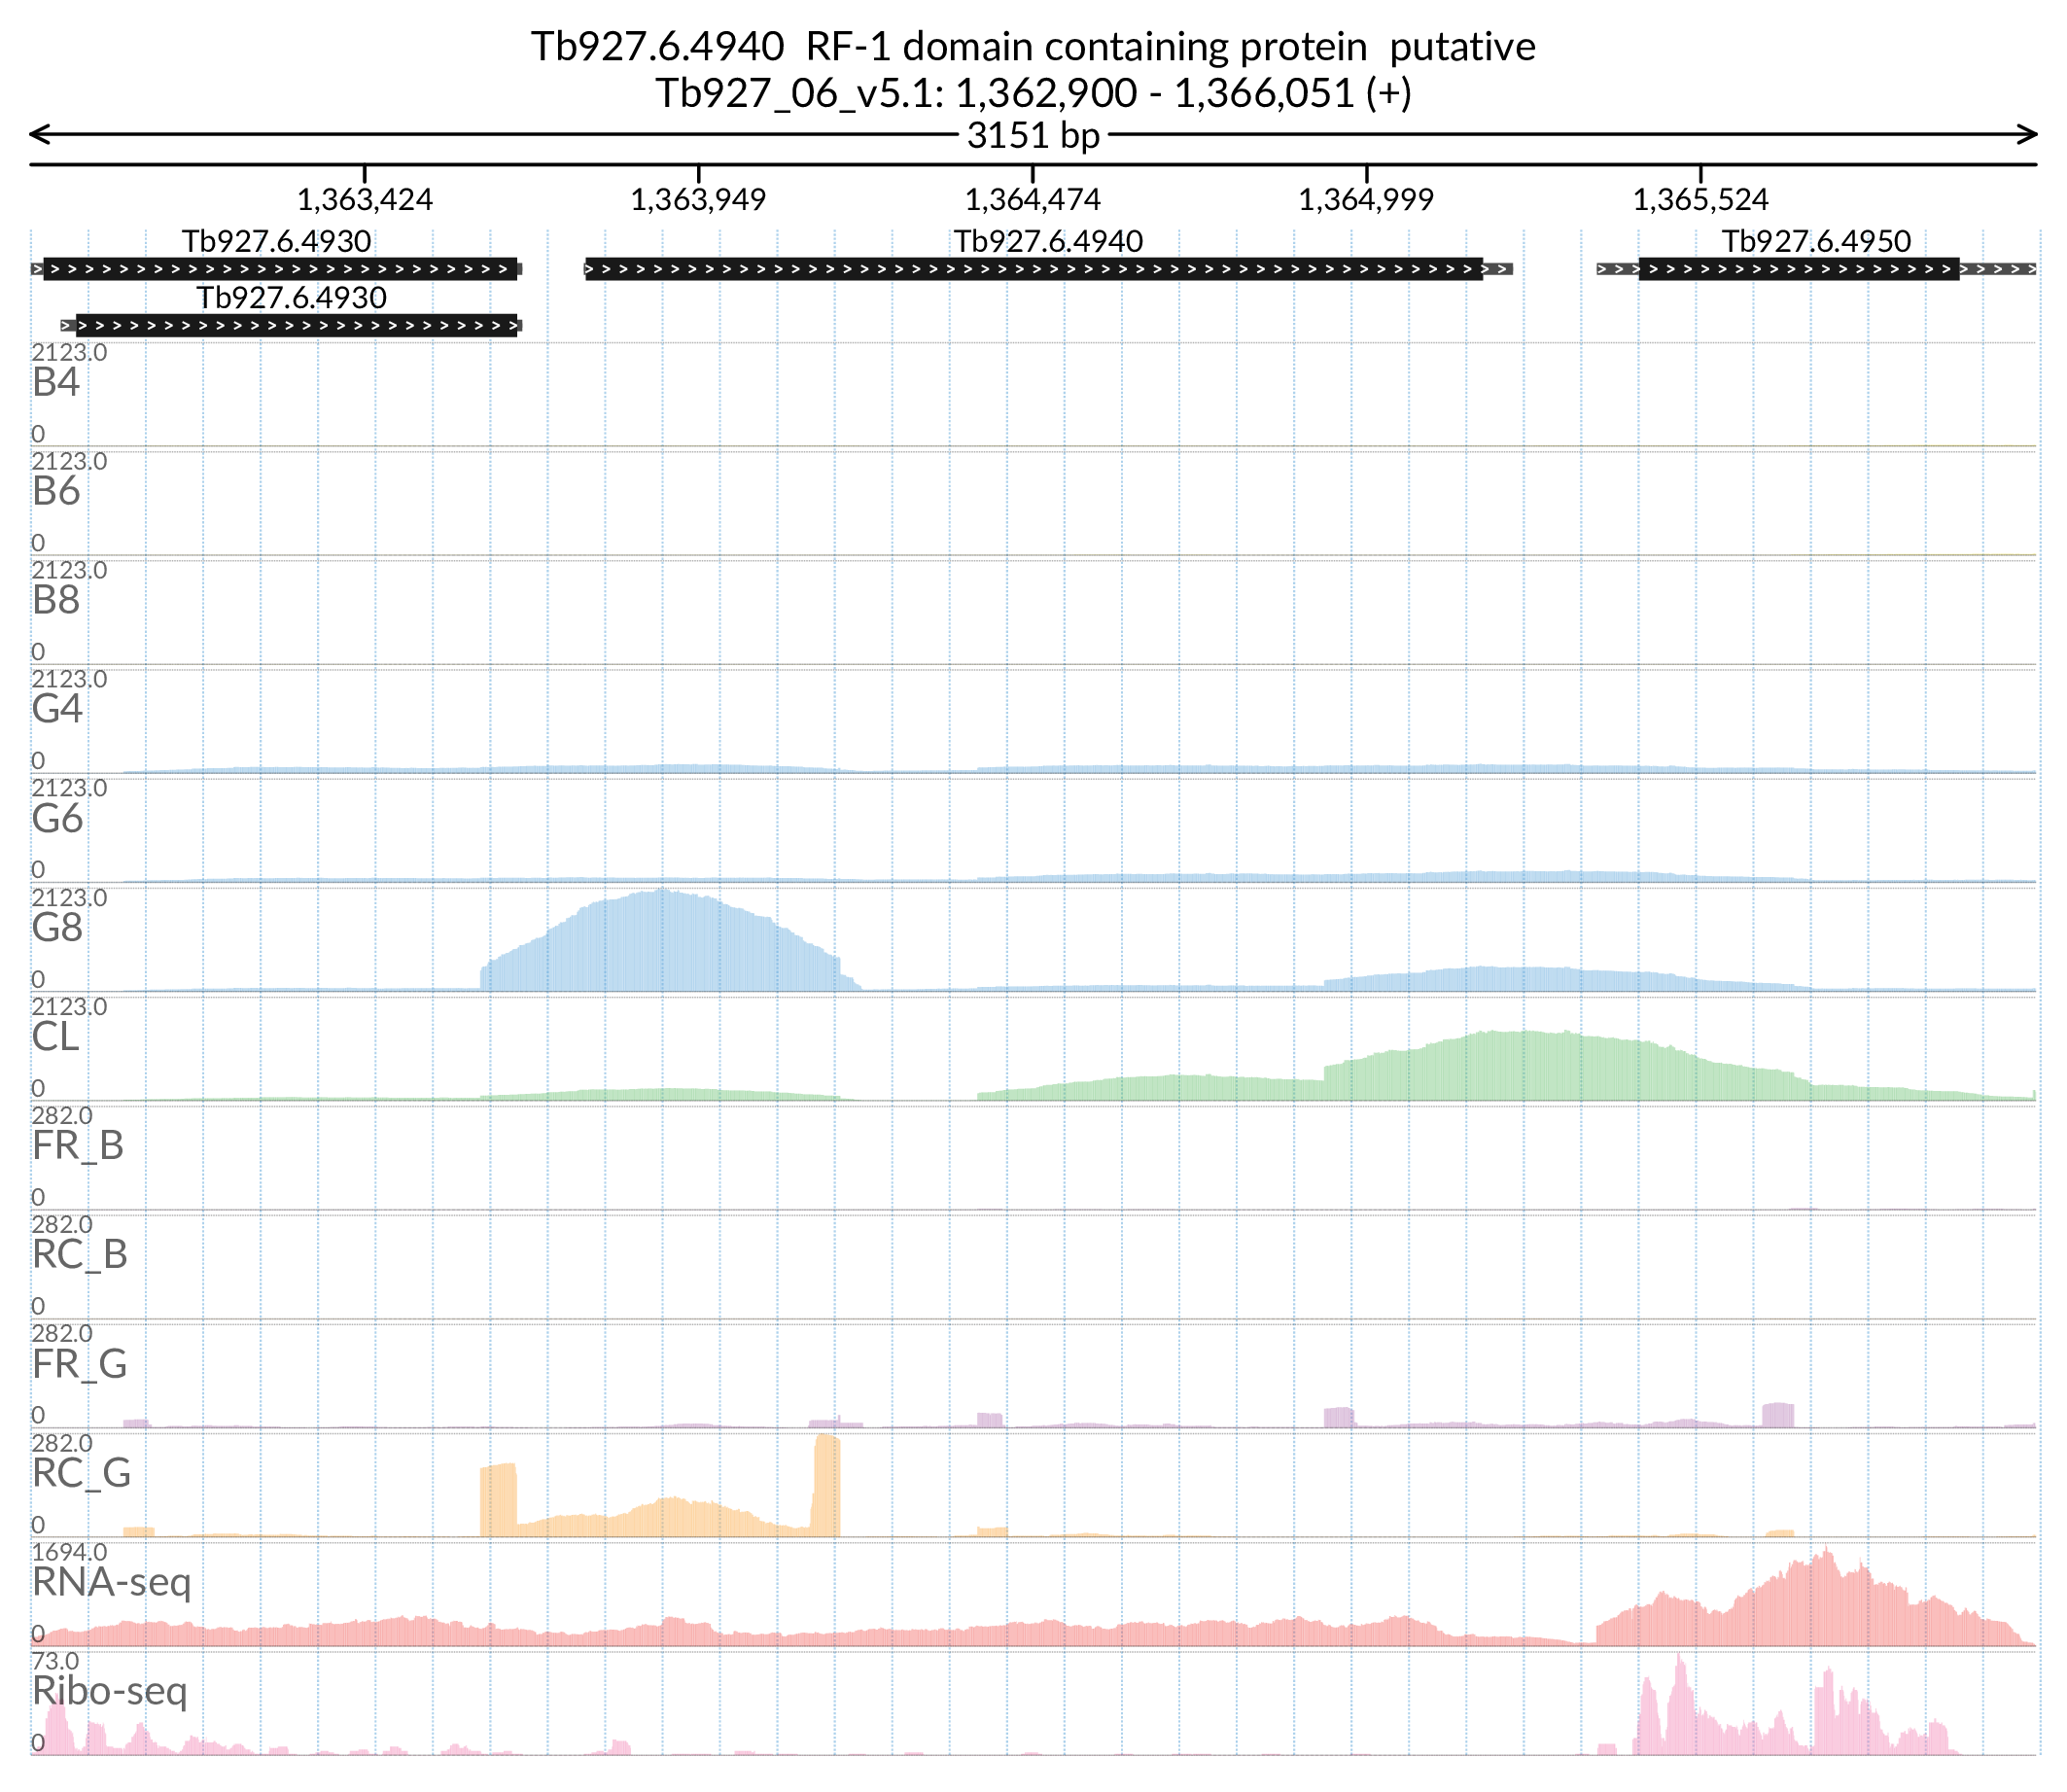 Tb927.6.4940  RF-1 domain containing protein  putative
Tb927_06_v5.1: 1,362,900 - 1,366,051 (+)
3151 bp
1,363,424 1,363,949 1,364,474 1,364,999 1,365,524
Tb927.6.4930 Tb927.6.4940 Tb927.6.4950
Tb927.6.4930
2123.0
B4
0
2123.0
B6
0
2123.0
B8
0
2123.0
G4
0
2123.0
G6
0
2123.0
G8
0
2123.0
CL
0
282.0
FR_B
0
282.0
RC_B
0
282.0
FR_G
0
282.0
RC_G
0
1694.0
RNA-seq
0
73.0
Ribo-seq
0